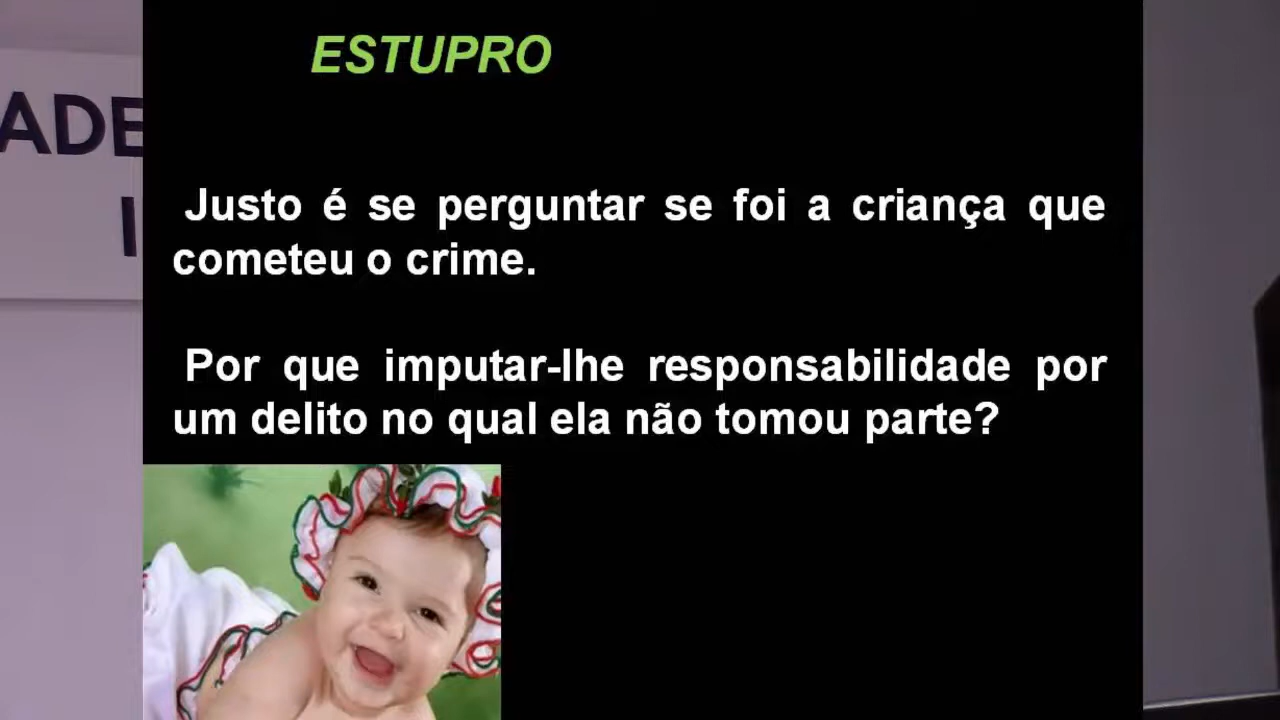 ESTUPRO
ADE
I
Justo é se perguntar se foi a criança que
cometeu o crime.
Por que imputar-lhe responsabilidade por
um delito no qual ela não tomou parte?